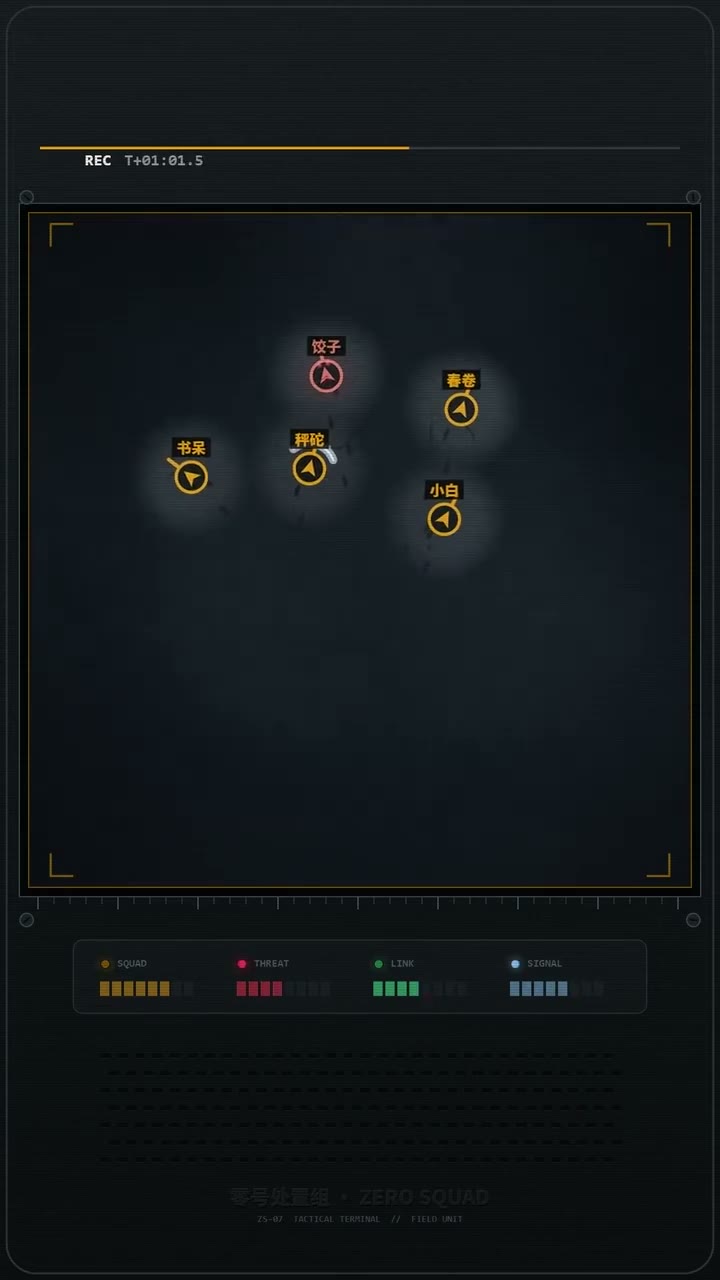 REC T+01:01.5
饺子
春卷
秤砣
书呆
小白
SQUAD THREAT LINK SIGNAL
零号处置组 · ZERO SQUAD
ZS-07 TACTICAL TERMINAL // FIELD UNIT